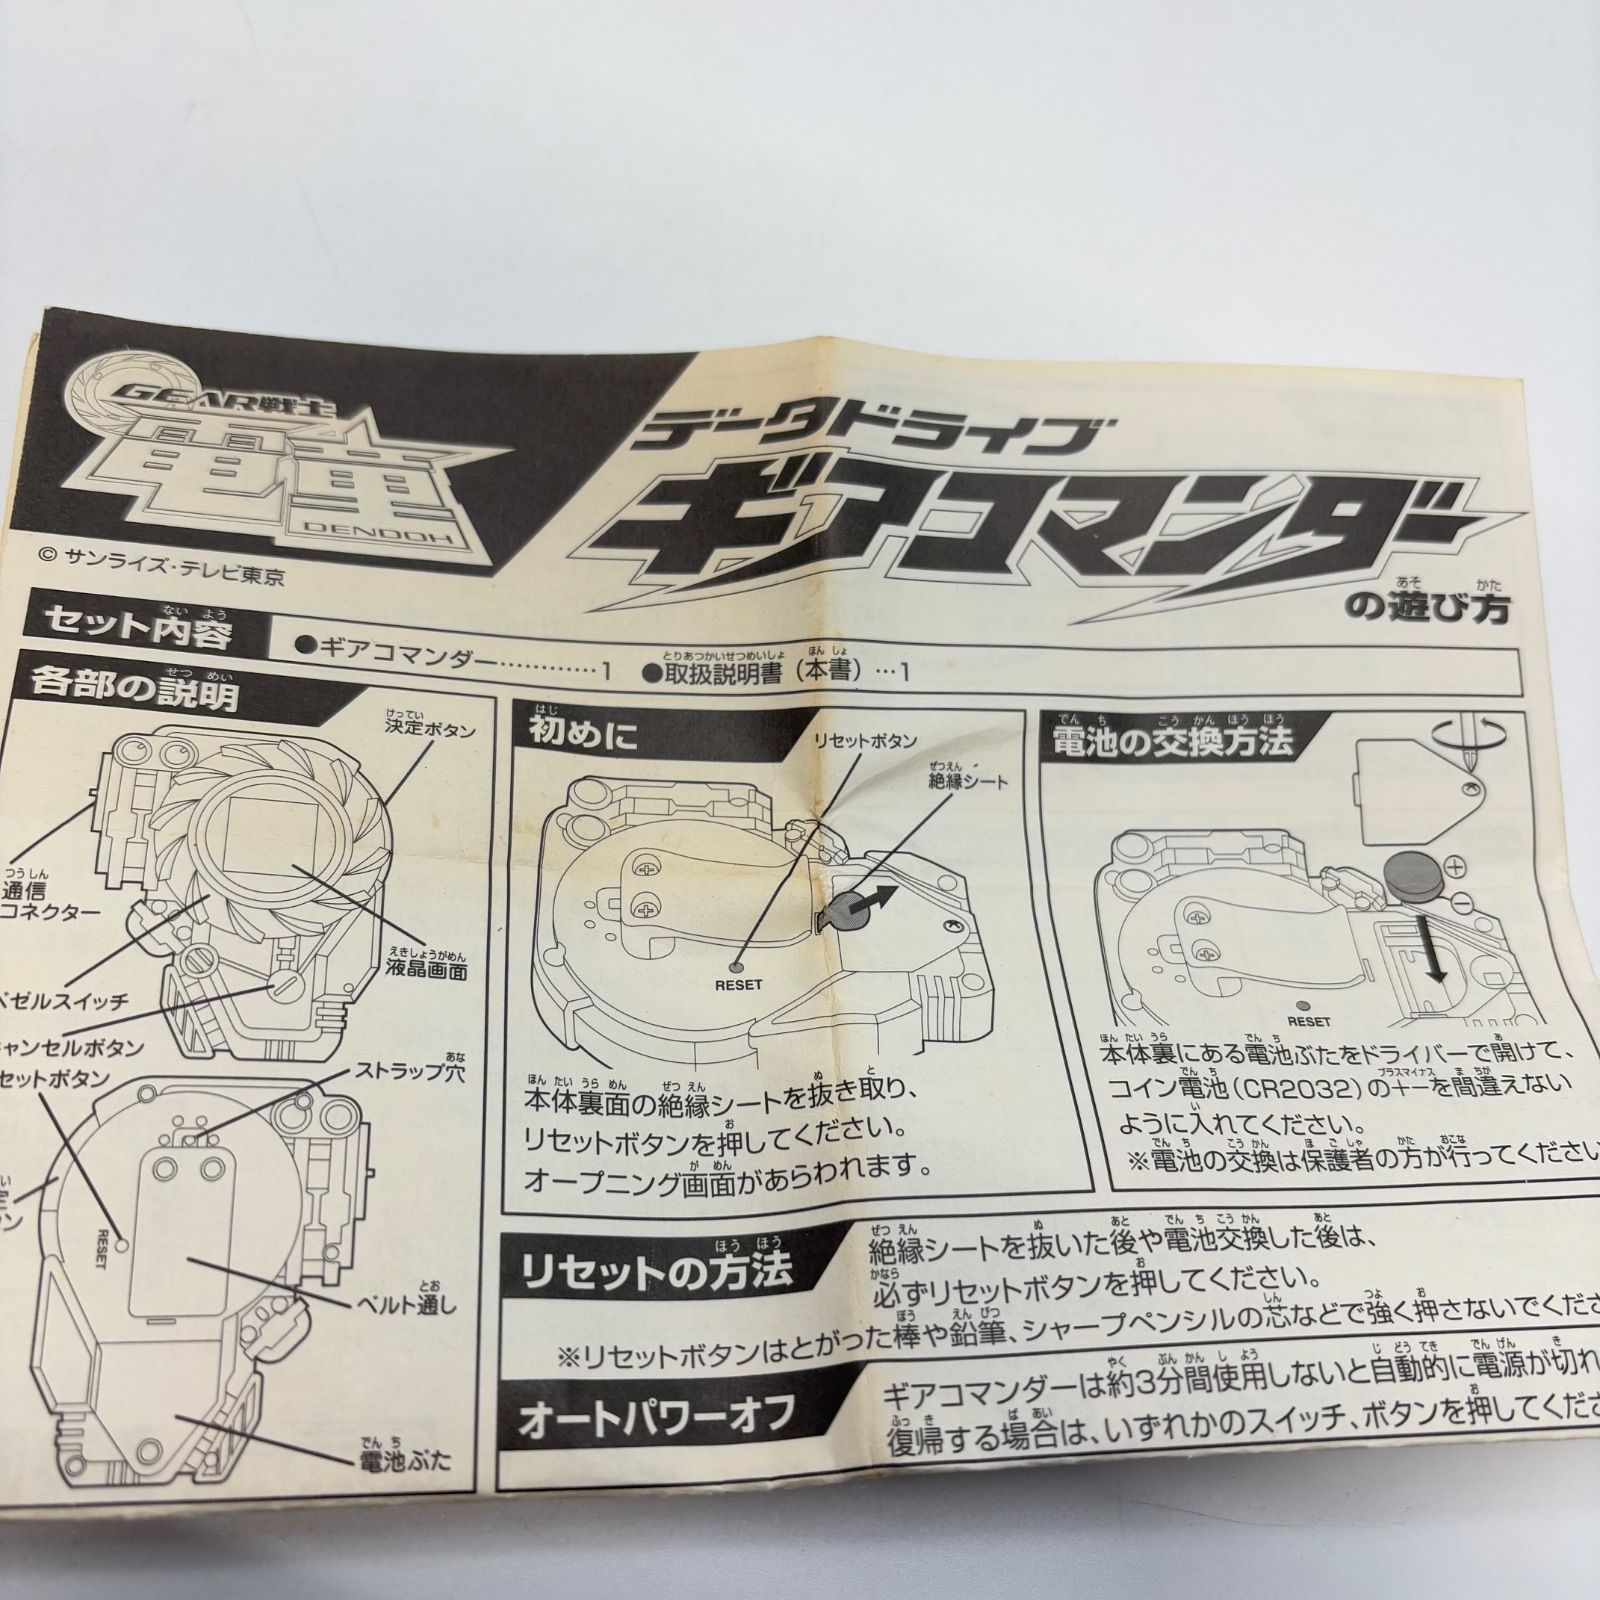 GEAR戦士
電童
DENDOH
© サンライズ・テレビ東京
データドライブ
ギアコマンダー
の遊び方
セット内容
●ギアコマンダー…………1 ●取扱説明書（本書）…1
各部の説明
決定ボタン
通信
コネクター
液晶画面
ベゼルスイッチ
キャンセルボタン
セットボタン
ストラップ穴
RESET
ベルト通し
電池ぶた
初めに
リセットボタン
絶縁シート
RESET
本体裏面の絶縁シートを抜き取り、
リセットボタンを押してください。
オープニング画面があらわれます。
電池の交換方法
+
−
RESET
本体裏にある電池ぶたをドライバーで開けて、
コイン電池(CR2032)の+−を間違えない
ように入れてください。
※電池の交換は保護者の方が行ってください
リセットの方法
絶縁シートを抜いた後や電池交換した後は、
必ずリセットボタンを押してください。
※リセットボタンはとがった棒や鉛筆、シャープペンシルの芯などで強く押さないでくださ
オートパワーオフ
ギアコマンダーは約3分間使用しないと自動的に電源が切れ
復帰する場合は、いずれかのスイッチ、ボタンを押してくださ